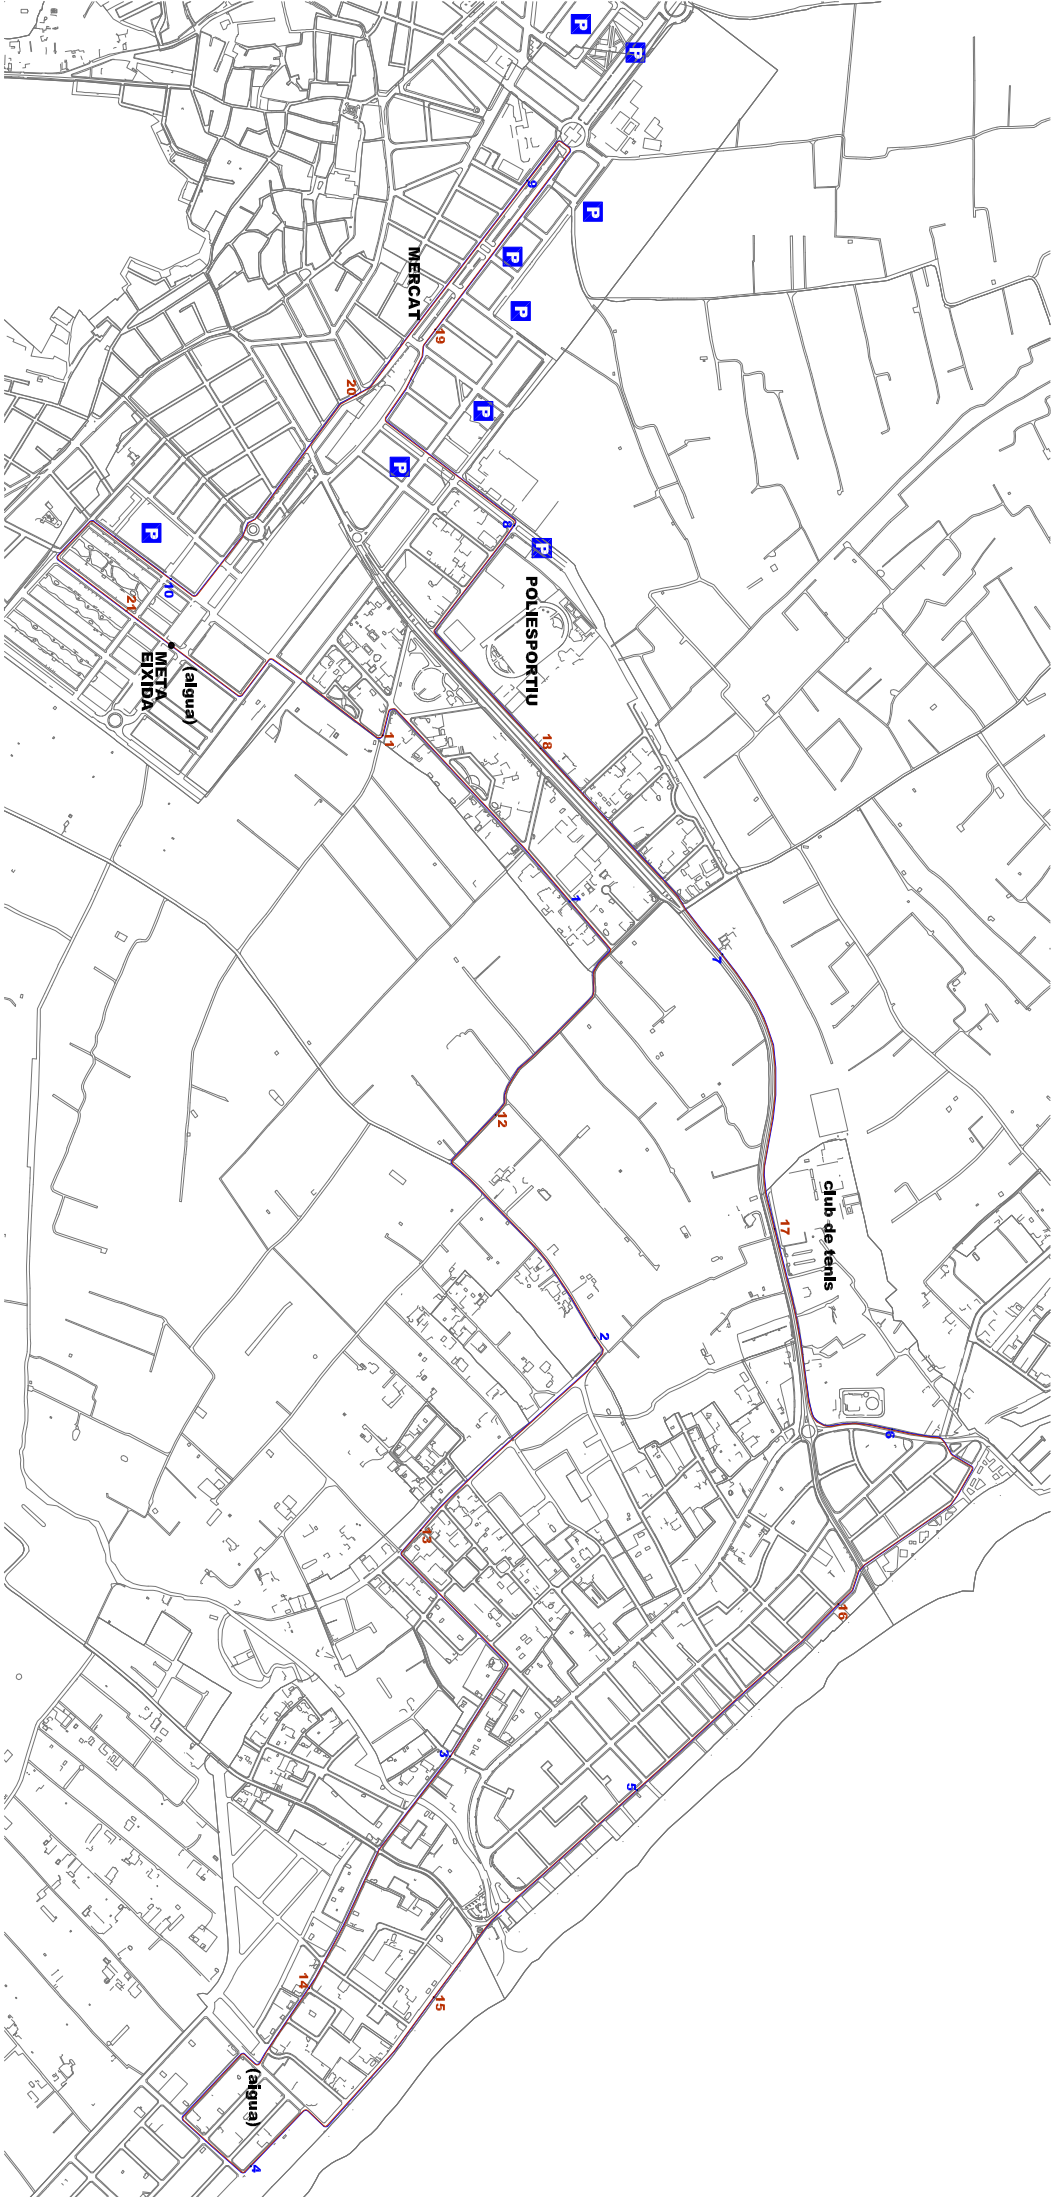 P
P
P
9
P
MERCAT
P
19
20
P
P
8
P
P
10
POLIESPORTIU
21
(aigua)
META
EIXIDA
11
18
1
7
12
club de tenis
17
2
6
13
16
3
5
14
15
(aigua)
4